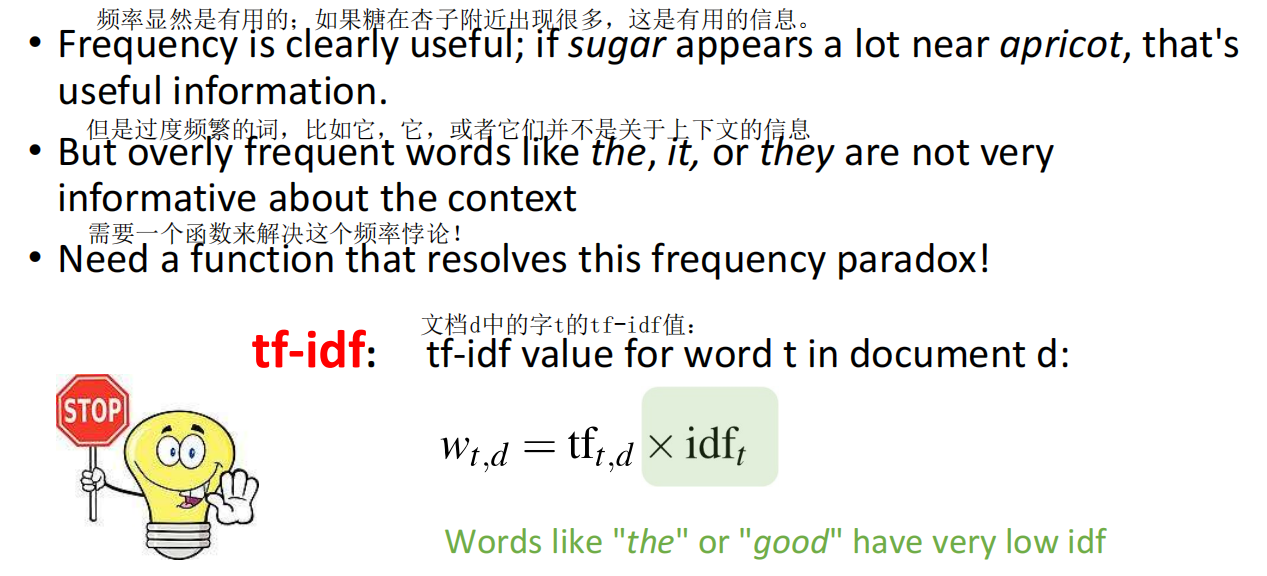 频率显然是有用的；如果糖在杏子附近出现很多，这是有用的信息。
• Frequency is clearly useful; if sugar appears a lot near apricot, that's
useful information.
但是过度频繁的词，比如它，它，或者它们并不是关于上下文的信息
• But overly frequent words like the, it, or they are not very
informative about the context
需要一个函数来解决这个频率悖论！
• Need a function that resolves this frequency paradox!
文档d中的字t的tf-idf值：
tf-idf: tf-idf value for word t in document d:
STOP
w_{t,d} = tf_{t,d} × idf_t
Words like "the" or "good" have very low idf